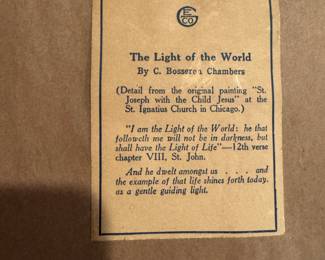 G E CO
The Light of the World
By C. Bosseron Chambers
(Detail from the original painting "St.
Joseph with the Child Jesus" at the
St. Ignatius Church in Chicago.)
"I am the Light of the World: he that
followeth me will not be in darkness, but
shall have the Light of Life"—12th verse
chapter VIII, St. John.
And he dwelt amongst us . . . . and
the example of that life shines forth today,
as a gentle guiding light.